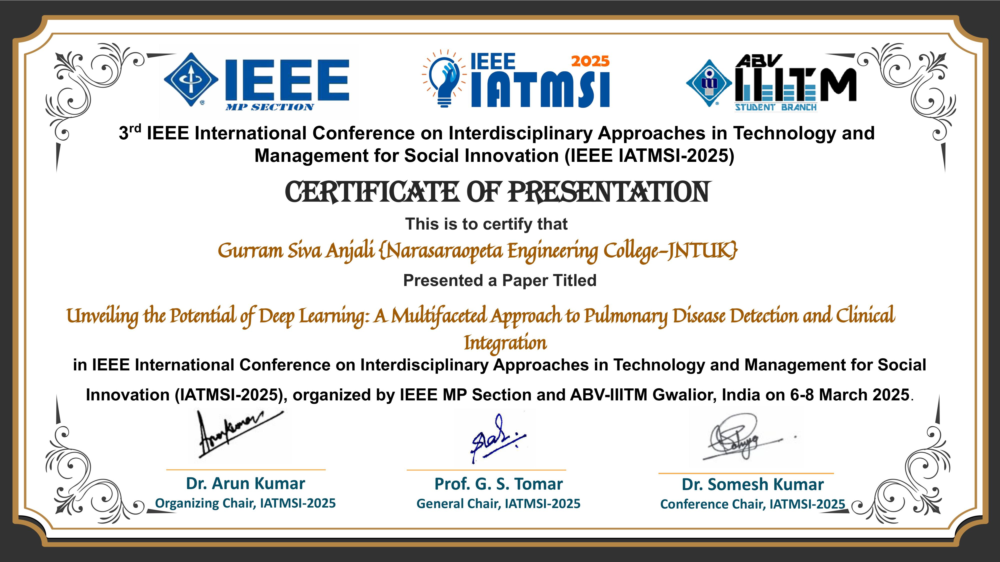 IEEE
MP SECTION
IEEE 2025
IATMSI
ABV
IIITM
STUDENT BRANCH
3rd IEEE International Conference on Interdisciplinary Approaches in Technology and
Management for Social Innovation (IEEE IATMSI-2025)
CERTIFICATE OF PRESENTATION
This is to certify that
Gurram Siva Anjali {Narasaraopeta Engineering College-JNTUK}
Presented a Paper Titled
Unveiling the Potential of Deep Learning: A Multifaceted Approach to Pulmonary Disease Detection and Clinical
Integration
in IEEE International Conference on Interdisciplinary Approaches in Technology and Management for Social
Innovation (IATMSI-2025), organized by IEEE MP Section and ABV-IIITM Gwalior, India on 6-8 March 2025.
Arunkumar
Dr. Arun Kumar
Organizing Chair, IATMSI-2025
Prof. G. S. Tomar
General Chair, IATMSI-2025
Dr. Somesh Kumar
Conference Chair, IATMSI-2025